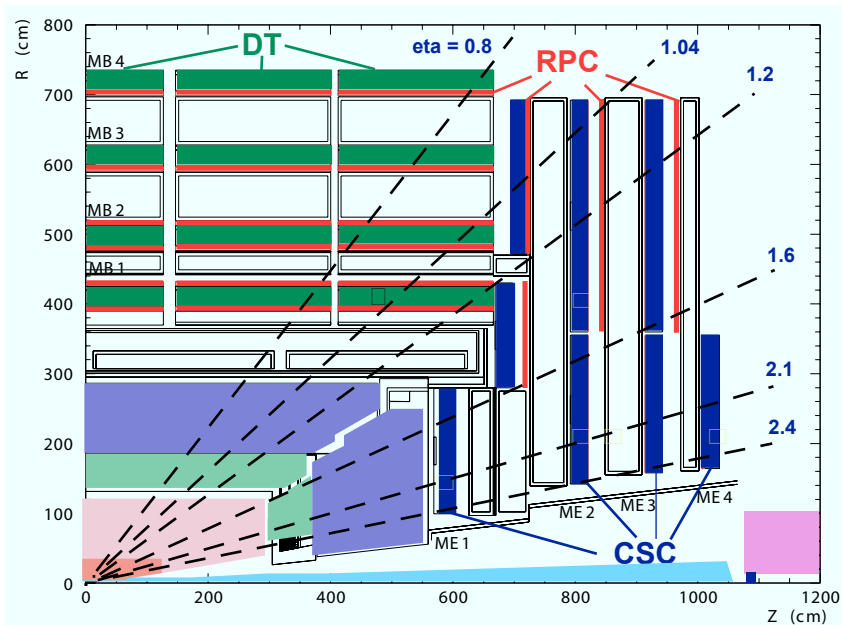 R (cm)
800
700
600
500
400
300
200
100
0
MB 4
MB 3
MB 2
MB 1
DT
eta = 0.8
RPC
1.04
1.2
1.6
2.1
2.4
ME 1
ME 2
ME 3
ME 4
CSC
0
200
400
600
800
1000
1200
Z (cm)